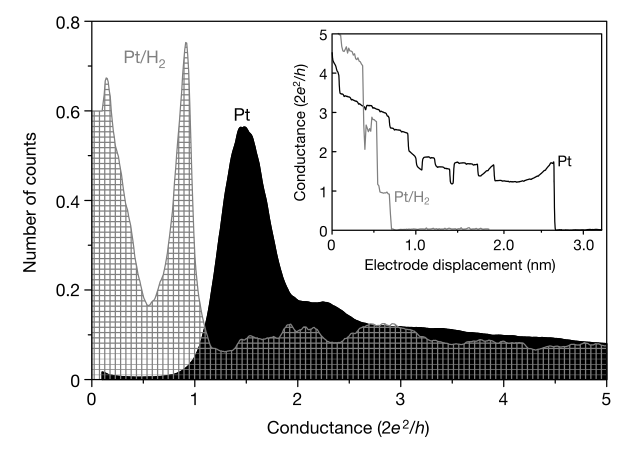 0.8
0.6
0.4
0.2
0
Number of counts
Pt/H₂
Pt
0 1 2 3 4 5
Conductance (2e²/h)
5
4
3
2
1
0
Conductance (2e²/h)
Pt
Pt/H₂
0 1.0 2.0 3.0
Electrode displacement (nm)